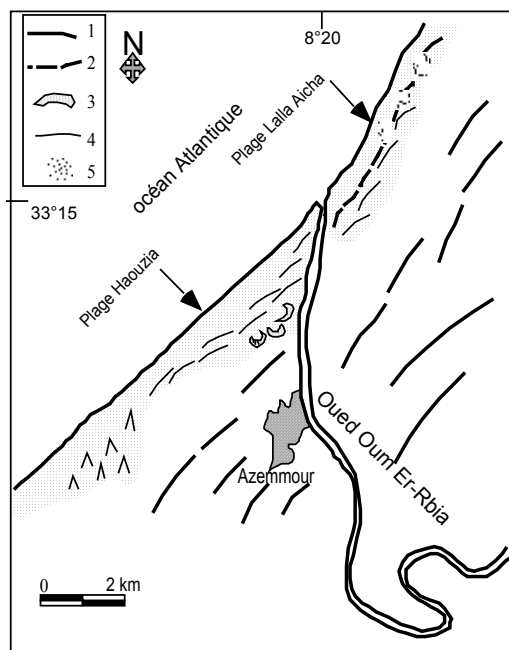 1
2
3
4
5
N
8°20
Plage Lalla Aicha
océan Atlantique
33°15
Plage Haouzia
Oued Oum Er-Rbia
Azemmour
0 2 km